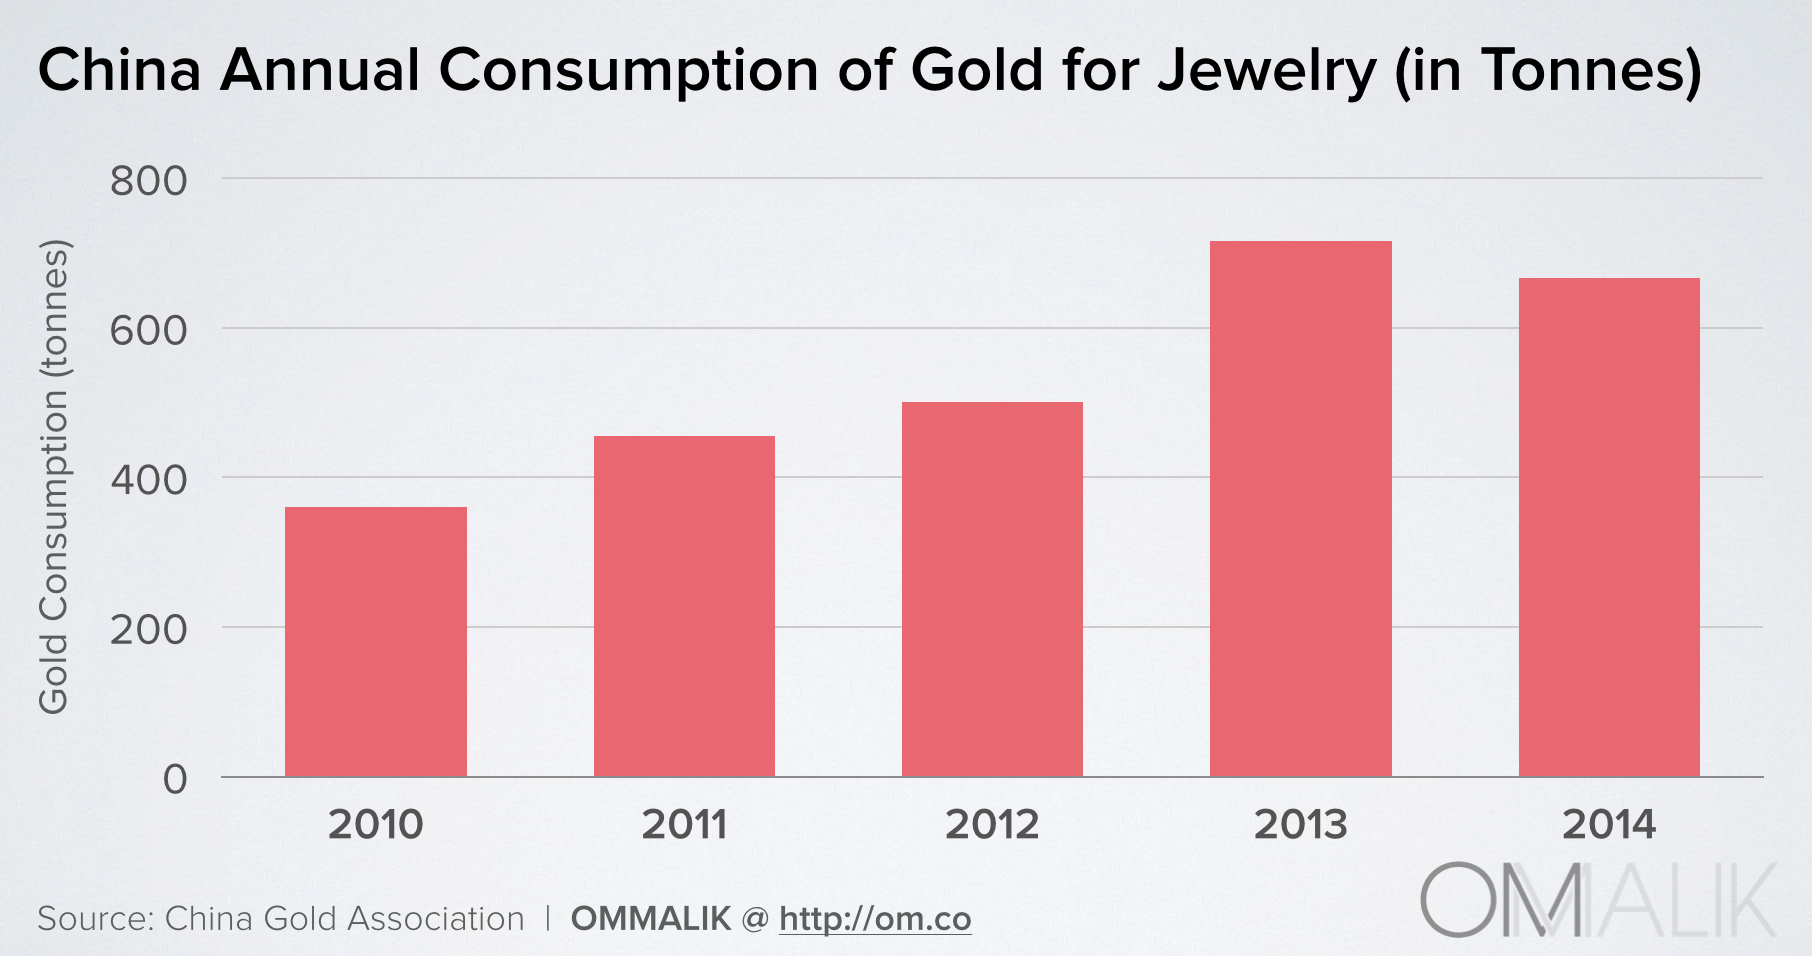 China Annual Consumption of Gold for Jewelry (in Tonnes)
Gold Consumption (tonnes)
800
600
400
200
0
2010 2011 2012 2013 2014
Source: China Gold Association | OMMALIK @ http://om.co
OMMALIK